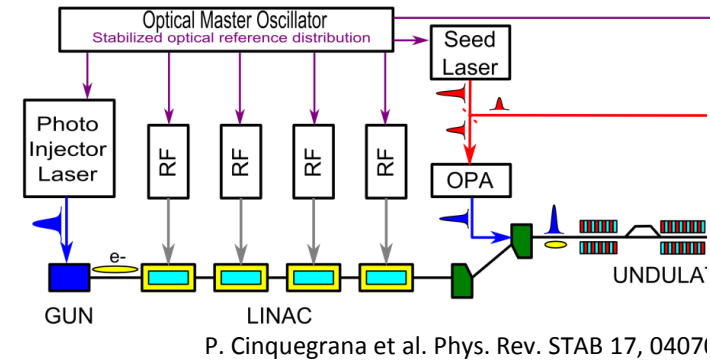 Optical Master Oscillator
Stabilized optical reference distribution
Seed
Laser
Photo
Injector
Laser
RF
RF
RF
RF
OPA
e-
GUN
LINAC
UNDULAT
P. Cinquegrana et al. Phys. Rev. STAB 17, 0407